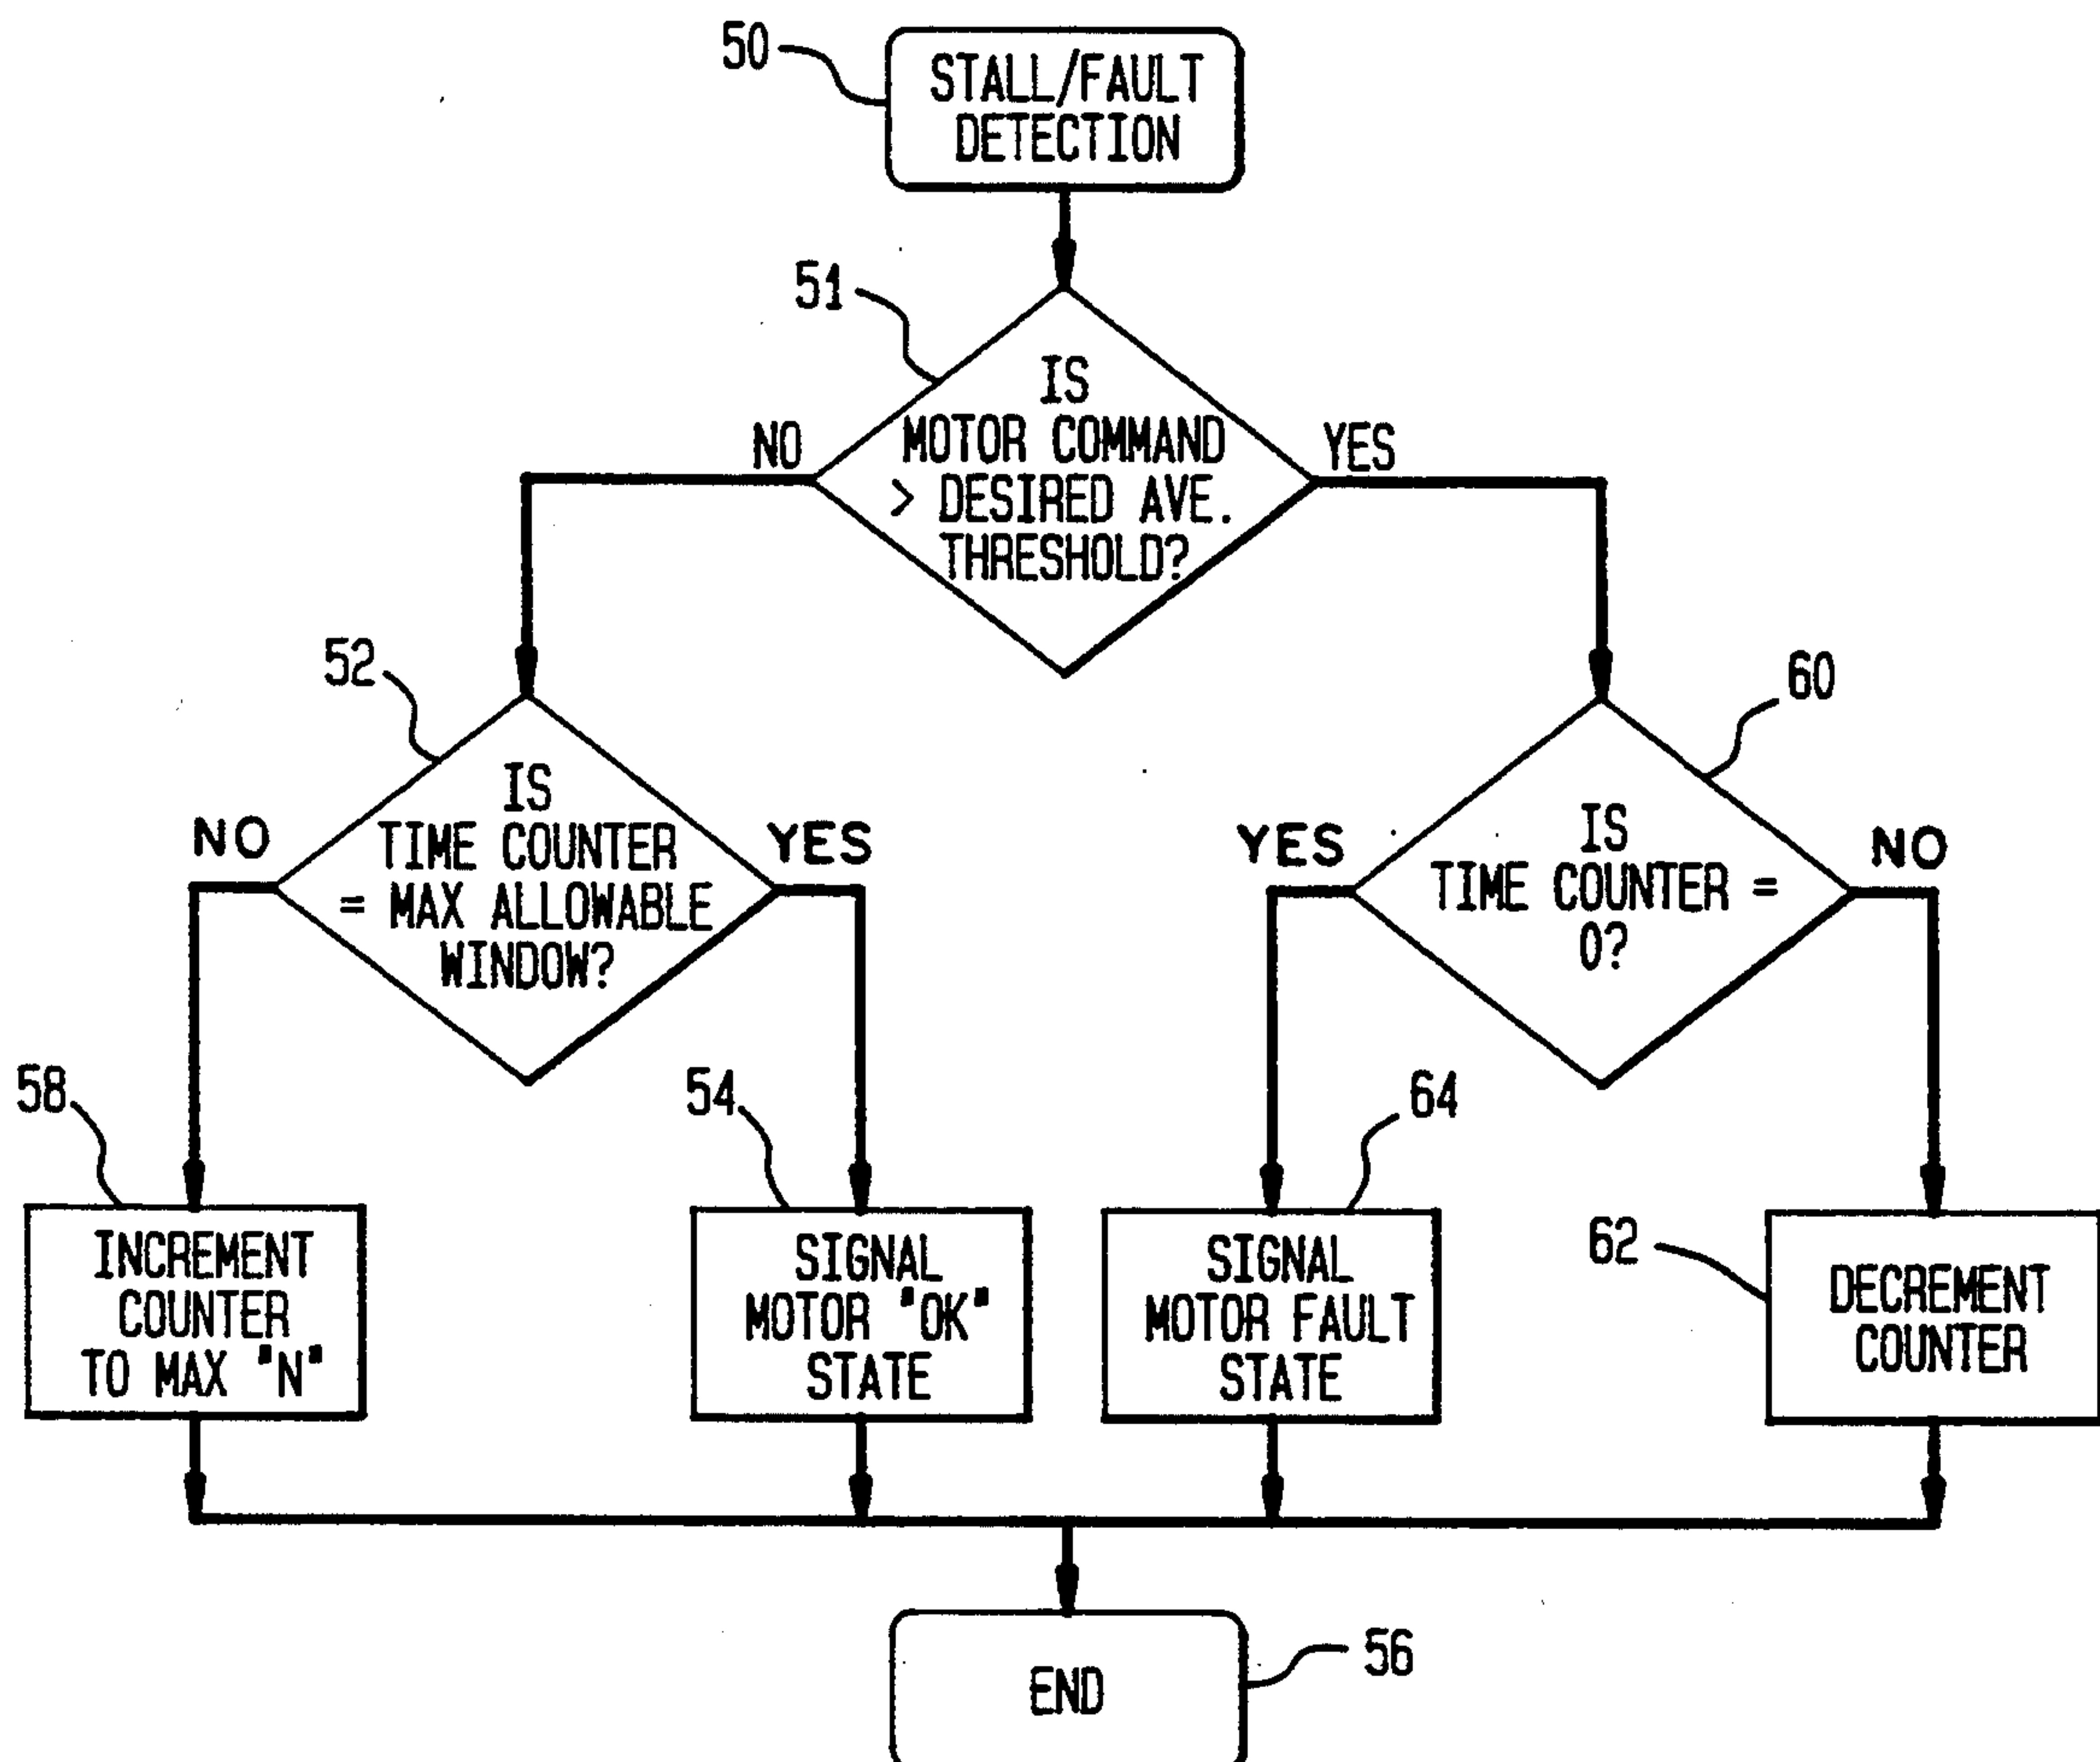 50
STALL/FAULT
DETECTION
51
IS
MOTOR COMMAND
> DESIRED AVE.
THRESHOLD?
NO
YES
52
IS
TIME COUNTER
= MAX ALLOWABLE
WINDOW?
NO
YES
60
IS
TIME COUNTER =
0?
YES
NO
58
INCREMENT
COUNTER
TO MAX "N"
54
SIGNAL
MOTOR "OK"
STATE
64
SIGNAL
MOTOR FAULT
STATE
62
DECREMENT
COUNTER
END
56